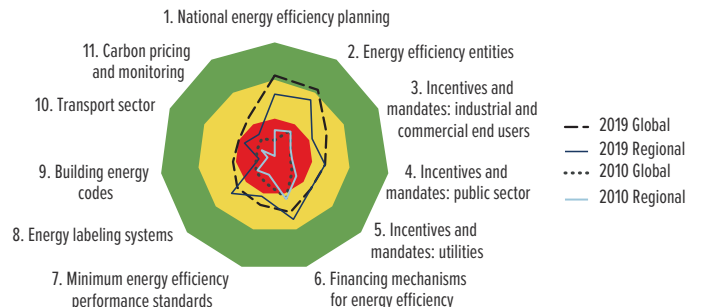 1. National energy efficiency planning
2. Energy efficiency entities
3. Incentives and
mandates: industrial and
commercial end users
4. Incentives and
mandates: public sector
5. Incentives and
mandates: utilities
6. Financing mechanisms
for energy efficiency
7. Minimum energy efficiency
performance standards
8. Energy labeling systems
9. Building energy
codes
10. Transport sector
11. Carbon pricing
and monitoring
2019 Global
2019 Regional
2010 Global
2010 Regional